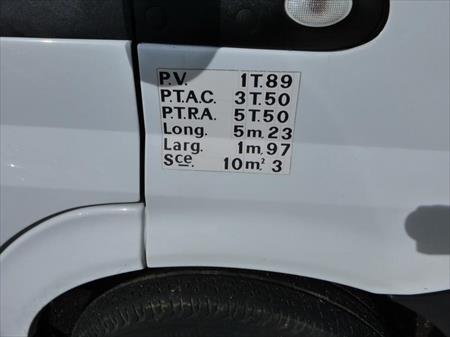 P.V. 1T.89
P.T.A.C. 3T.50
P.T.R.A. 5T.50
Long. 5m,23
Larg. 1m,97
Sce. 10m² 3